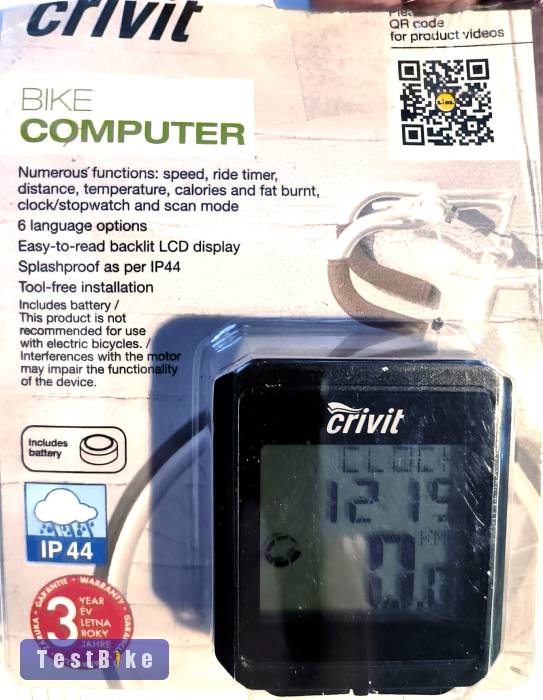 crivit
QR code
for product videos
LIDL
BIKE
COMPUTER
Numerous functions: speed, ride timer,
distance, temperature, calories and fat burnt,
clock/stopwatch and scan mode
6 language options
Easy-to-read backlit LCD display
Splashproof as per IP44
Tool-free installation
Includes battery /
This product is not
recommended for use
with electric bicycles. /
Interferences with the motor
may impair the functionality
of the device.
crivit
CLOCK
12 15
KM
Includes
battery
IP 44
GARANTIE · WARRANTY
3
YEAR
ÉV
LETNA
ROKY
JAHRE
TestBike